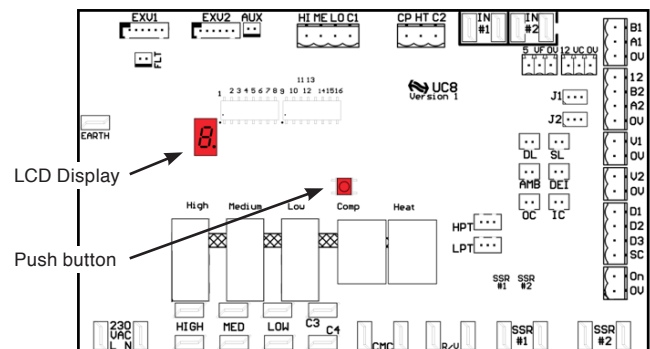 EXV1 EXV2 AUX HI ME LO C1 CP HT C2 IN #1 IN #2
FLT
5 VF 0V 12 VC 0V
B1
A1
0V
11 13
1 2 3 4 5 6 7 8 9 10 12 14 15 16
UC8
Version 1
J1
J2
12
B2
A2
0V
EARTH
8.
DL SL
V1
0V
LCD Display
AMB DEI
V2
0V
High Medium Low Comp Heat
OC IC
D1
D2
D3
SC
HPT
LPT
Push button
SSR #1 SSR #2
On
0V
230 VAC L N
HIGH MED LOW C3 C4
CMC R/V SSR #1 SSR #2